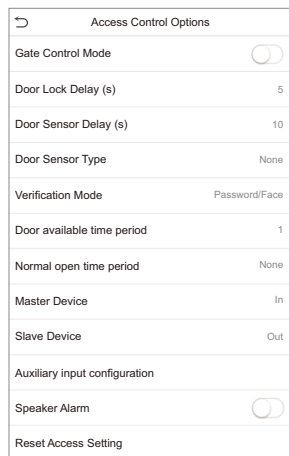 Access Control Options
Gate Control Mode
Door Lock Delay (s) 5
Door Sensor Delay (s) 10
Door Sensor Type None
Verification Mode Password/Face
Door available time period 1
Normal open time period None
Master Device In
Slave Device Out
Auxiliary input configuration
Speaker Alarm
Reset Access Setting